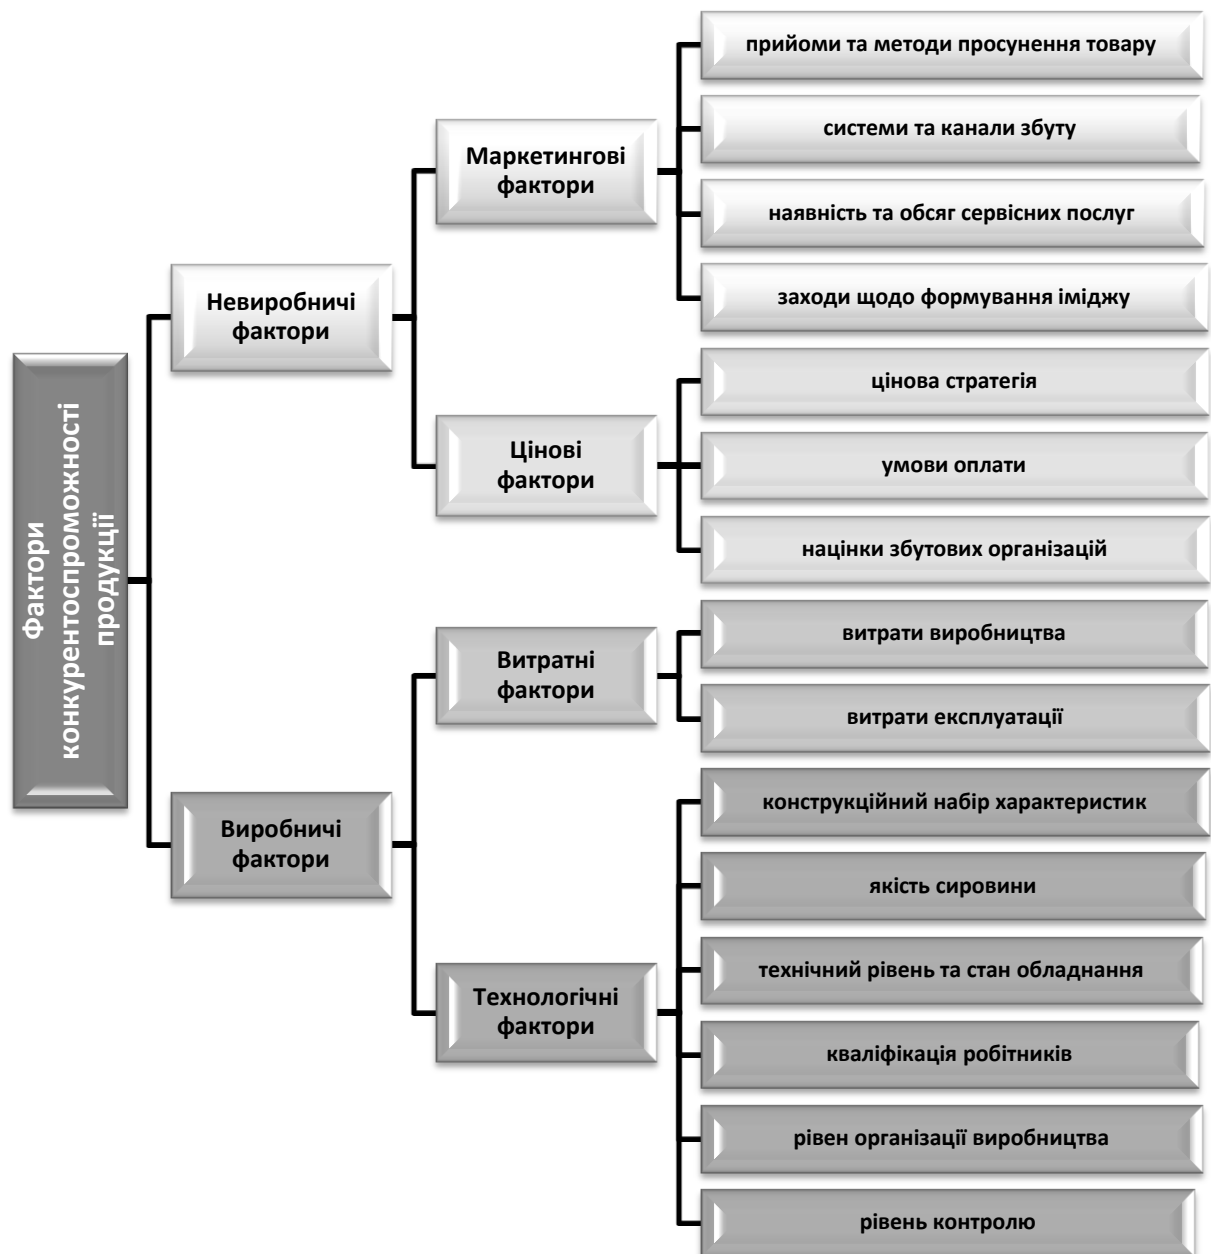 Фактори
конкурентоспроможності
продукції
Невиробничі
фактори
Маркетингові
фактори
прийоми та методи просунення товару
системи та канали збуту
наявність та обсяг сервісних послуг
заходи щодо формування іміджу
Цінові
фактори
цінова стратегія
умови оплати
націнки збутових організацій
Виробничі
фактори
Витратні
фактори
витрати виробництва
витрати експлуатації
Технологічні
фактори
конструкційний набір характеристик
якість сировини
технічний рівень та стан обладнання
кваліфікація робітників
рівен організації виробництва
рівень контролю